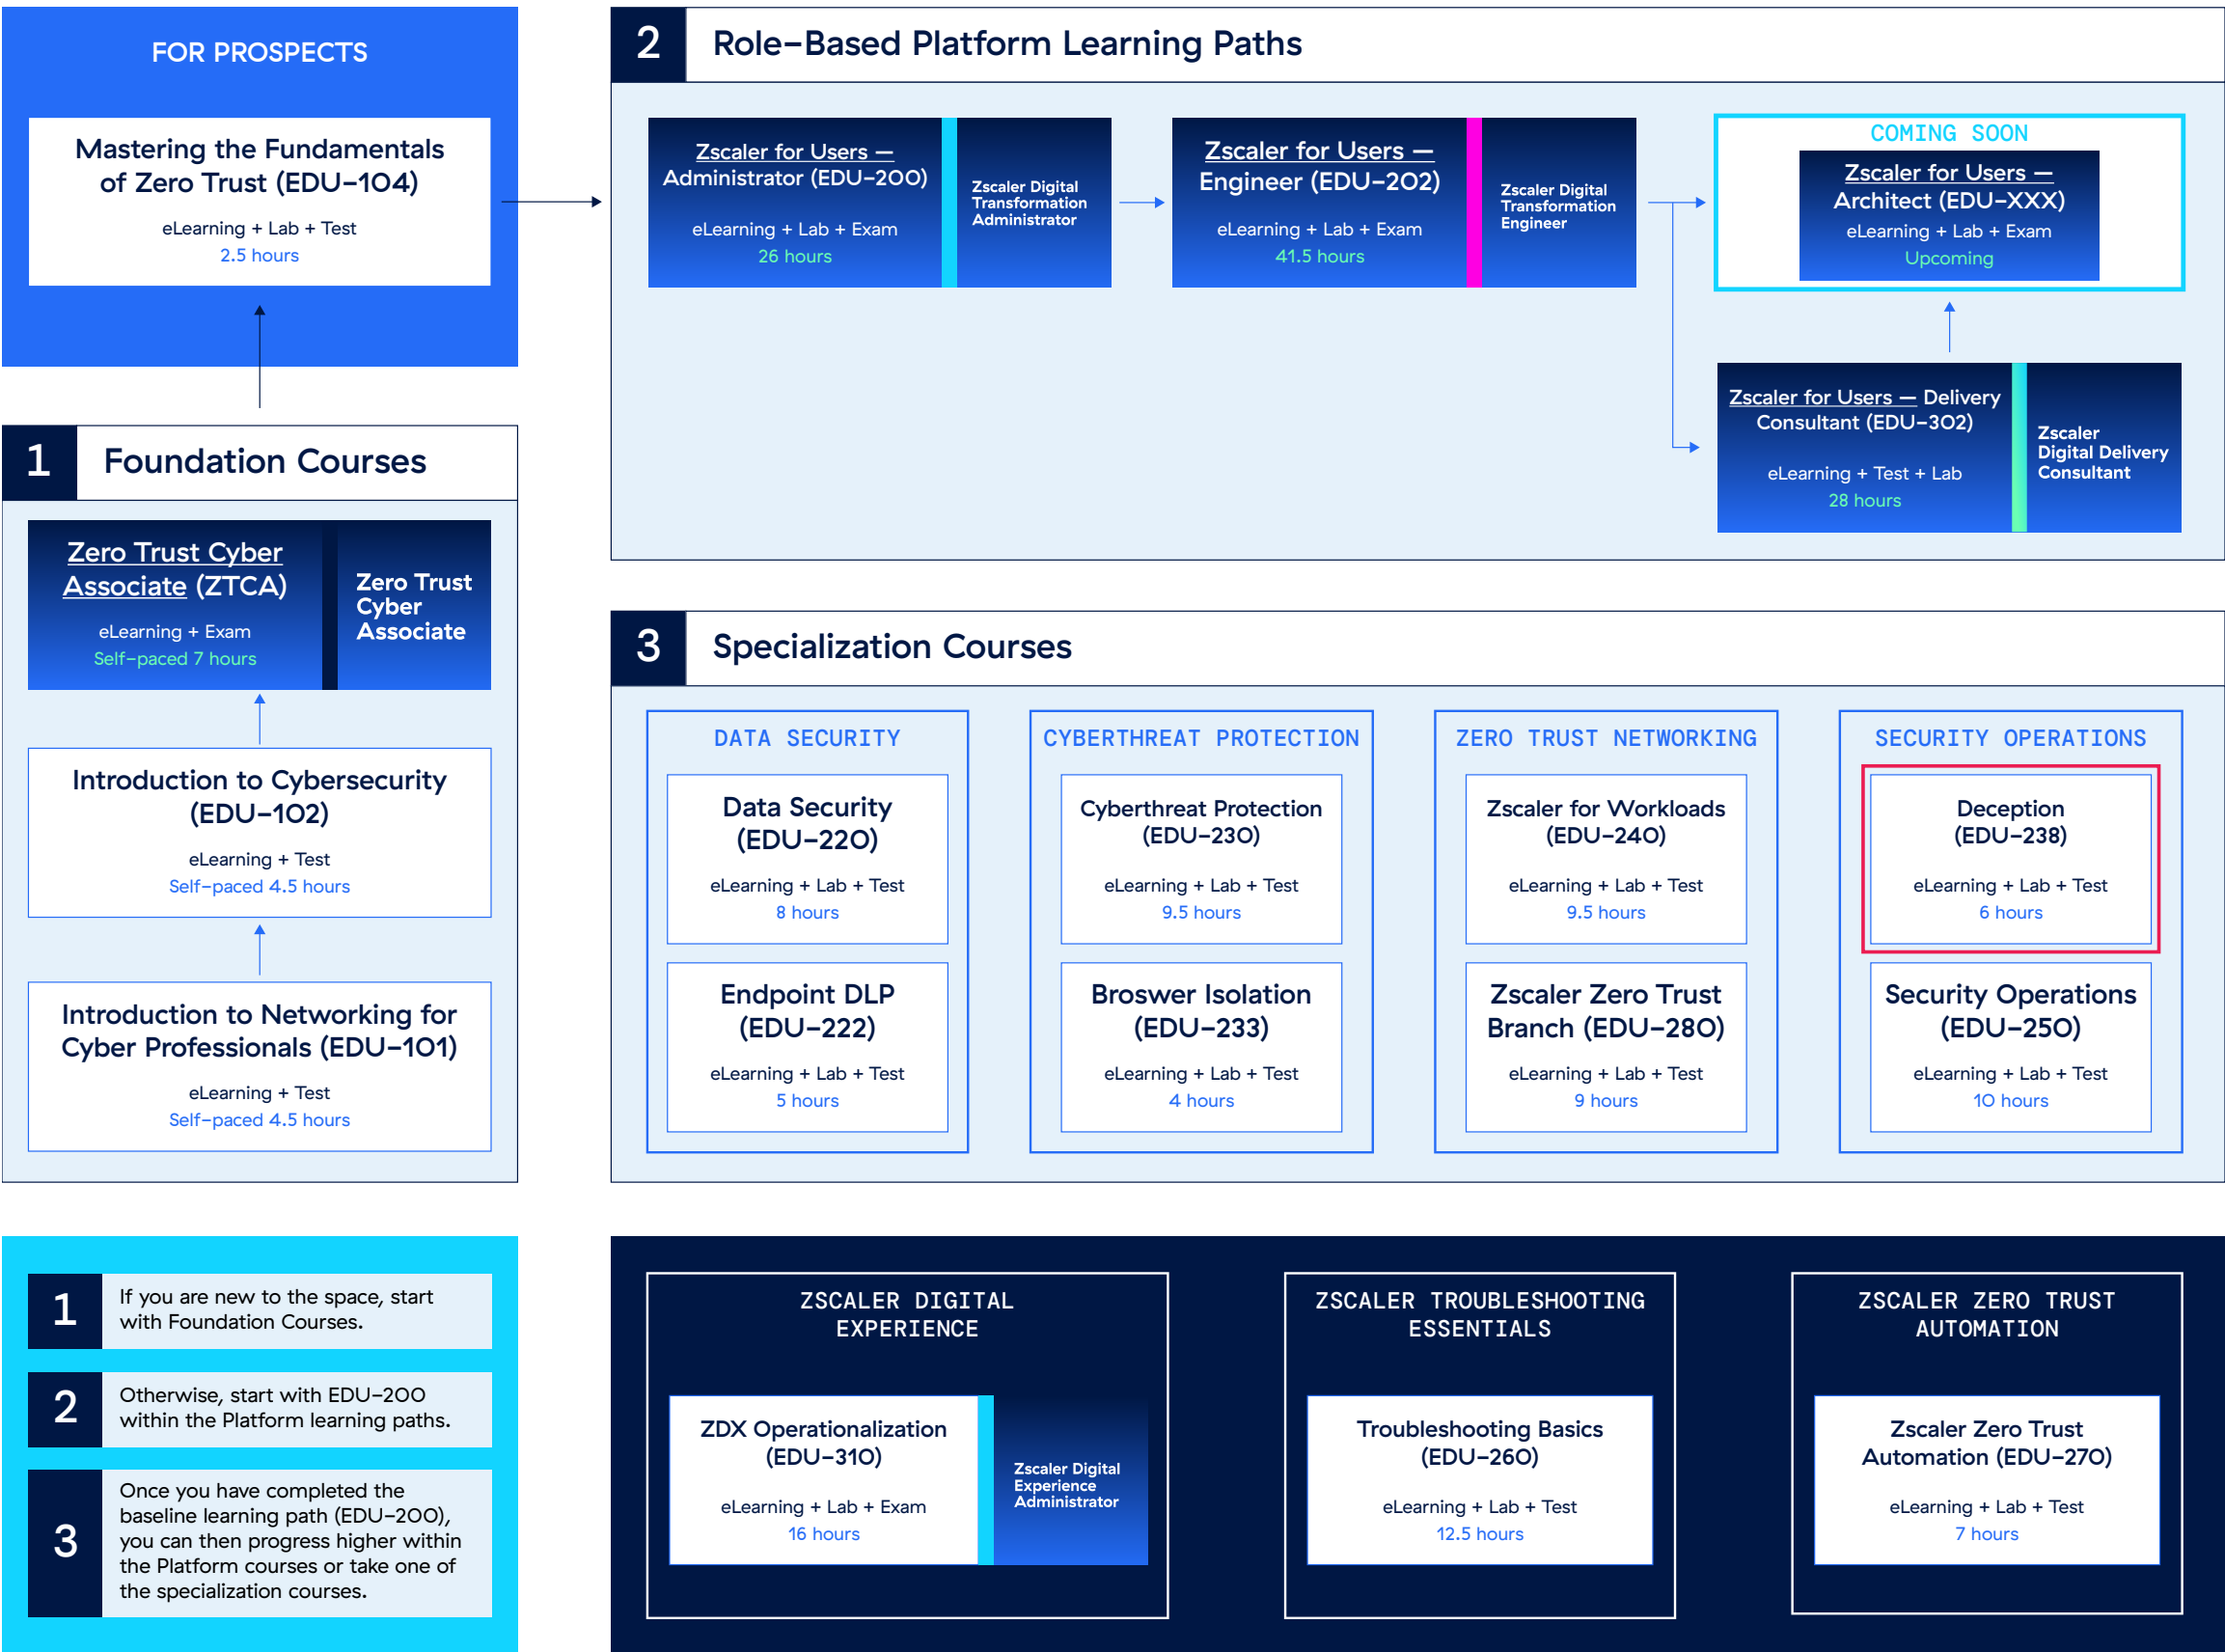 FOR PROSPECTS
Mastering the Fundamentals
of Zero Trust (EDU-104)
eLearning + Lab + Test
2.5 hours
1
Foundation Courses
Zero Trust Cyber
Associate (ZTCA)
eLearning + Exam
Self-paced 7 hours
Zero Trust
Cyber
Associate
Introduction to Cybersecurity
(EDU-102)
eLearning + Test
Self-paced 4.5 hours
Introduction to Networking for
Cyber Professionals (EDU-101)
eLearning + Test
Self-paced 4.5 hours
2
Role-Based Platform Learning Paths
Zscaler for Users —
Administrator (EDU-200)
eLearning + Lab + Exam
26 hours
Zscaler Digital
Transformation
Administrator
Zscaler for Users —
Engineer (EDU-202)
eLearning + Lab + Exam
41.5 hours
Zscaler Digital
Transformation
Engineer
COMING SOON
Zscaler for Users —
Architect (EDU-XXX)
eLearning + Lab + Exam
Upcoming
Zscaler for Users — Delivery
Consultant (EDU-302)
eLearning + Test + Lab
28 hours
Zscaler
Digital Delivery
Consultant
3
Specialization Courses
DATA SECURITY
Data Security
(EDU-220)
eLearning + Lab + Test
8 hours
Endpoint DLP
(EDU-222)
eLearning + Lab + Test
5 hours
CYBERTHREAT PROTECTION
Cyberthreat Protection
(EDU-230)
eLearning + Lab + Test
9.5 hours
Broswer Isolation
(EDU-233)
eLearning + Lab + Test
4 hours
ZERO TRUST NETWORKING
Zscaler for Workloads
(EDU-240)
eLearning + Lab + Test
9.5 hours
Zscaler Zero Trust
Branch (EDU-280)
eLearning + Lab + Test
9 hours
SECURITY OPERATIONS
Deception
(EDU-238)
eLearning + Lab + Test
6 hours
Security Operations
(EDU-250)
eLearning + Lab + Test
10 hours
1
If you are new to the space, start
with Foundation Courses.
2
Otherwise, start with EDU-200
within the Platform learning paths.
3
Once you have completed the
baseline learning path (EDU-200),
you can then progress higher within
the Platform courses or take one of
the specialization courses.
ZSCALER DIGITAL
EXPERIENCE
ZDX Operationalization
(EDU-310)
eLearning + Lab + Exam
16 hours
Zscaler Digital
Experience
Administrator
ZSCALER TROUBLESHOOTING
ESSENTIALS
Troubleshooting Basics
(EDU-260)
eLearning + Lab + Test
12.5 hours
ZSCALER ZERO TRUST
AUTOMATION
Zscaler Zero Trust
Automation (EDU-270)
eLearning + Lab + Test
7 hours